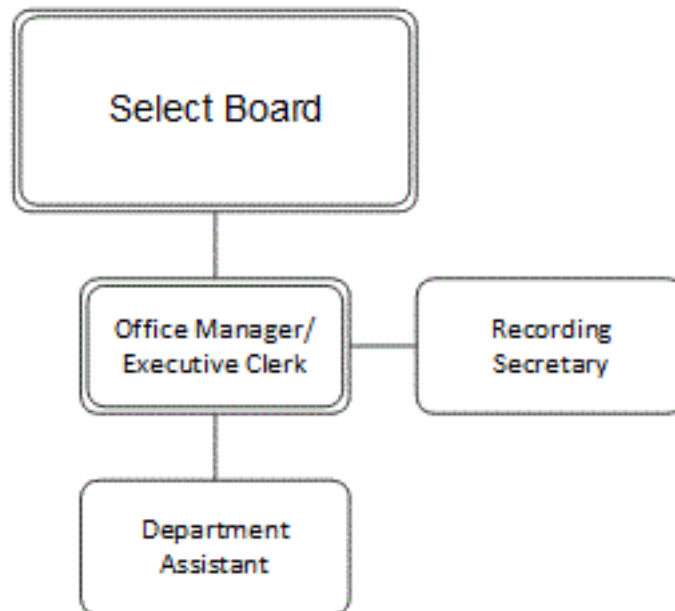 Select Board
Office Manager/
Executive Clerk
Recording
Secretary
Department
Assistant